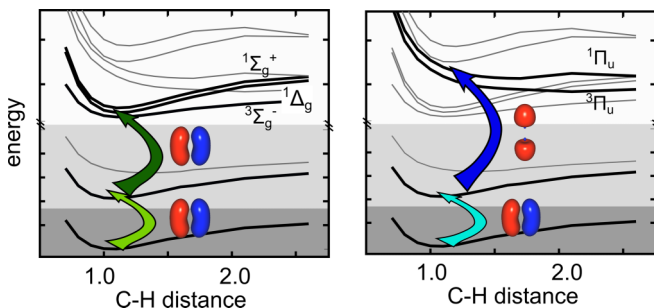 ¹Σg⁺
¹Δg
³Σg⁻
energy
1.0 2.0
C-H distance
¹Πu
³Πu
1.0 2.0
C-H distance